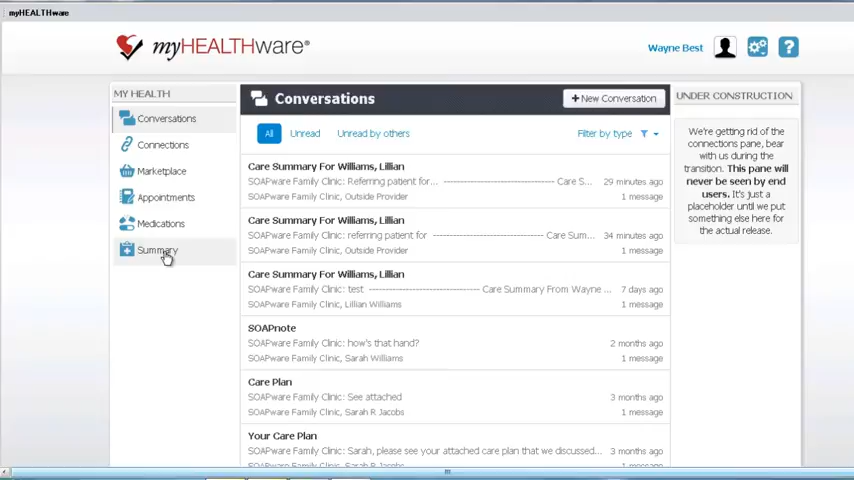 myHEALTHware
myHEALTHware®
Wayne Best
?
MY HEALTH
Conversations
Connections
Marketplace
Appointments
Medications
Summary
Conversations
+ New Conversation
All
Unread
Unread by others
Filter by type
Care Summary For Williams, Lillian
SOAPware Family Clinic: Referring patient for... ---------------------------------------- Care S... 29 minutes ago
SOAPware Family Clinic, Outside Provider 1 message
Care Summary For Williams, Lillian
SOAPware Family Clinic: referring patient for ---------------------------------------- Care Sum... 34 minutes ago
SOAPware Family Clinic, Outside Provider 1 message
Care Summary For Williams, Lillian
SOAPware Family Clinic: test ---------------------------------------- Care Summary From Wayne ... 7 days ago
SOAPware Family Clinic, Lillian Williams 1 message
SOAPnote
SOAPware Family Clinic: how's that hand? 2 months ago
SOAPware Family Clinic, Sarah Williams 1 message
Care Plan
SOAPware Family Clinic: See attached 3 months ago
SOAPware Family Clinic, Sarah R Jacobs 1 message
Your Care Plan
SOAPware Family Clinic: Sarah, please see your attached care plan that we discussed... 3 months ago
SOAPware Family Clinic, Sarah R Jacobs 1 message
UNDER CONSTRUCTION
We're getting rid of the
connections pane, bear
with us during the
transition. This pane will
never be seen by end
users. It's just a
placeholder until we put
something else here for
the actual release.